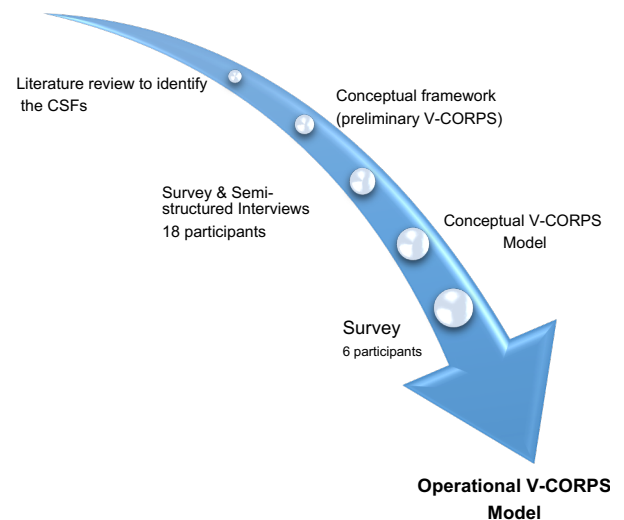 Literature review to identify
the CSFs
Conceptual framework
(preliminary V-CORPS)
Survey & Semi-
structured Interviews
18 participants
Conceptual V-CORPS
Model
Survey
6 participants
Operational V-CORPS
Model